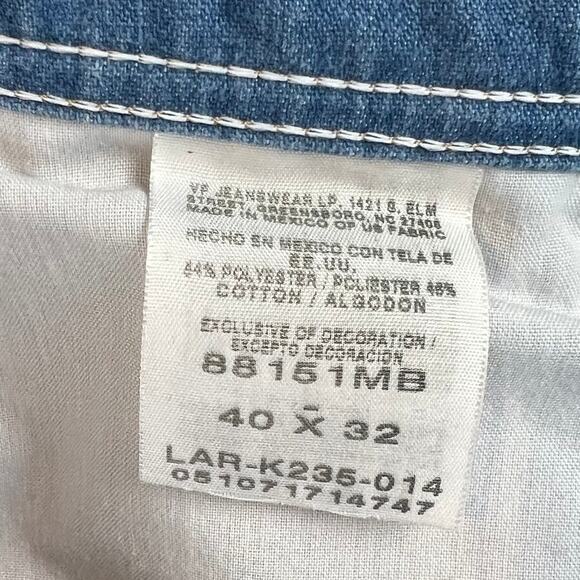 VF JEANSWEAR LP, 1421 S. ELM
STREET, GREENSBORO, NC 27406
MADE IN MEXICO OF US FABRIC
HECHO EN MEXICO CON TELA DE
EE.UU.
POLYESTER / POLIESTER
COTTON / ALGODON
EXCLUSIVE OF DECORATION /
EXCEPTO DECORACION
88151MB
40 X 32
LAR-K235-014
051071714747